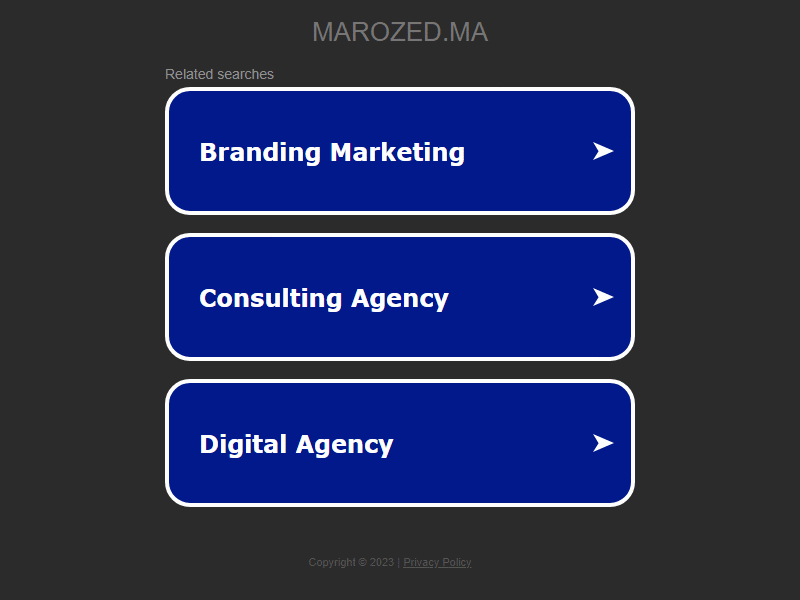 MAROZED.MA
Related searches
Branding Marketing
Consulting Agency
Digital Agency
Copyright © 2023 | Privacy Policy